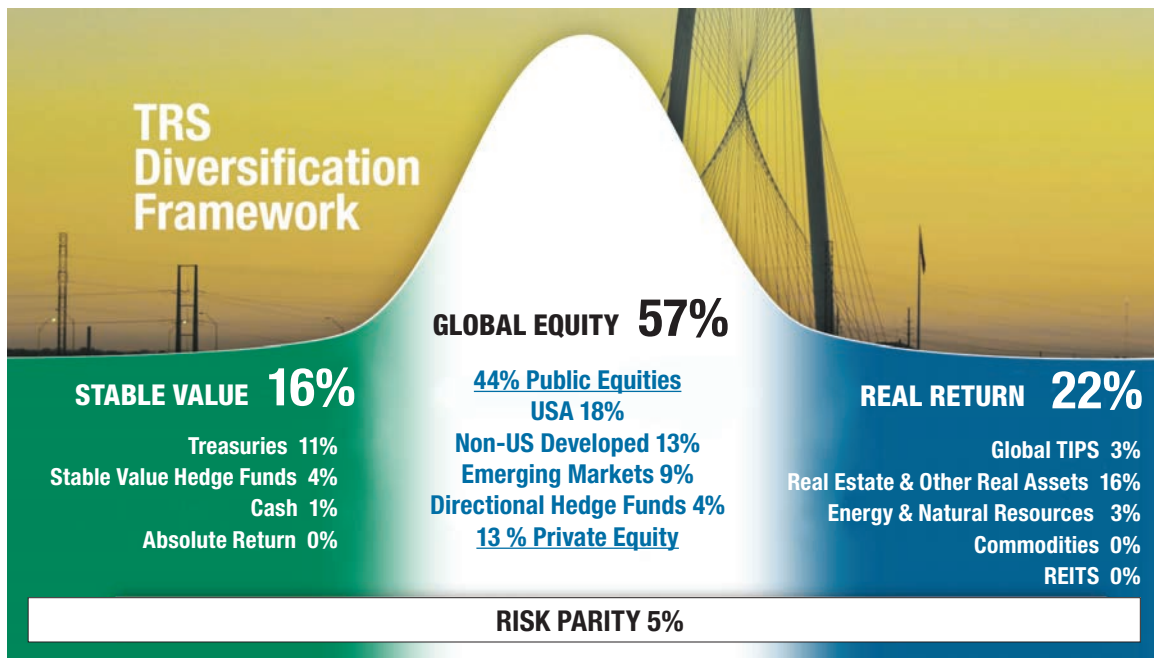 TRS
Diversification
Framework
GLOBAL EQUITY 57%
44% Public Equities
USA 18%
Non-US Developed 13%
Emerging Markets 9%
Directional Hedge Funds 4%
13 % Private Equity
STABLE VALUE 16%
Treasuries 11%
Stable Value Hedge Funds 4%
Cash 1%
Absolute Return 0%
REAL RETURN 22%
Global TIPS 3%
Real Estate & Other Real Assets 16%
Energy & Natural Resources 3%
Commodities 0%
REITS 0%
RISK PARITY 5%